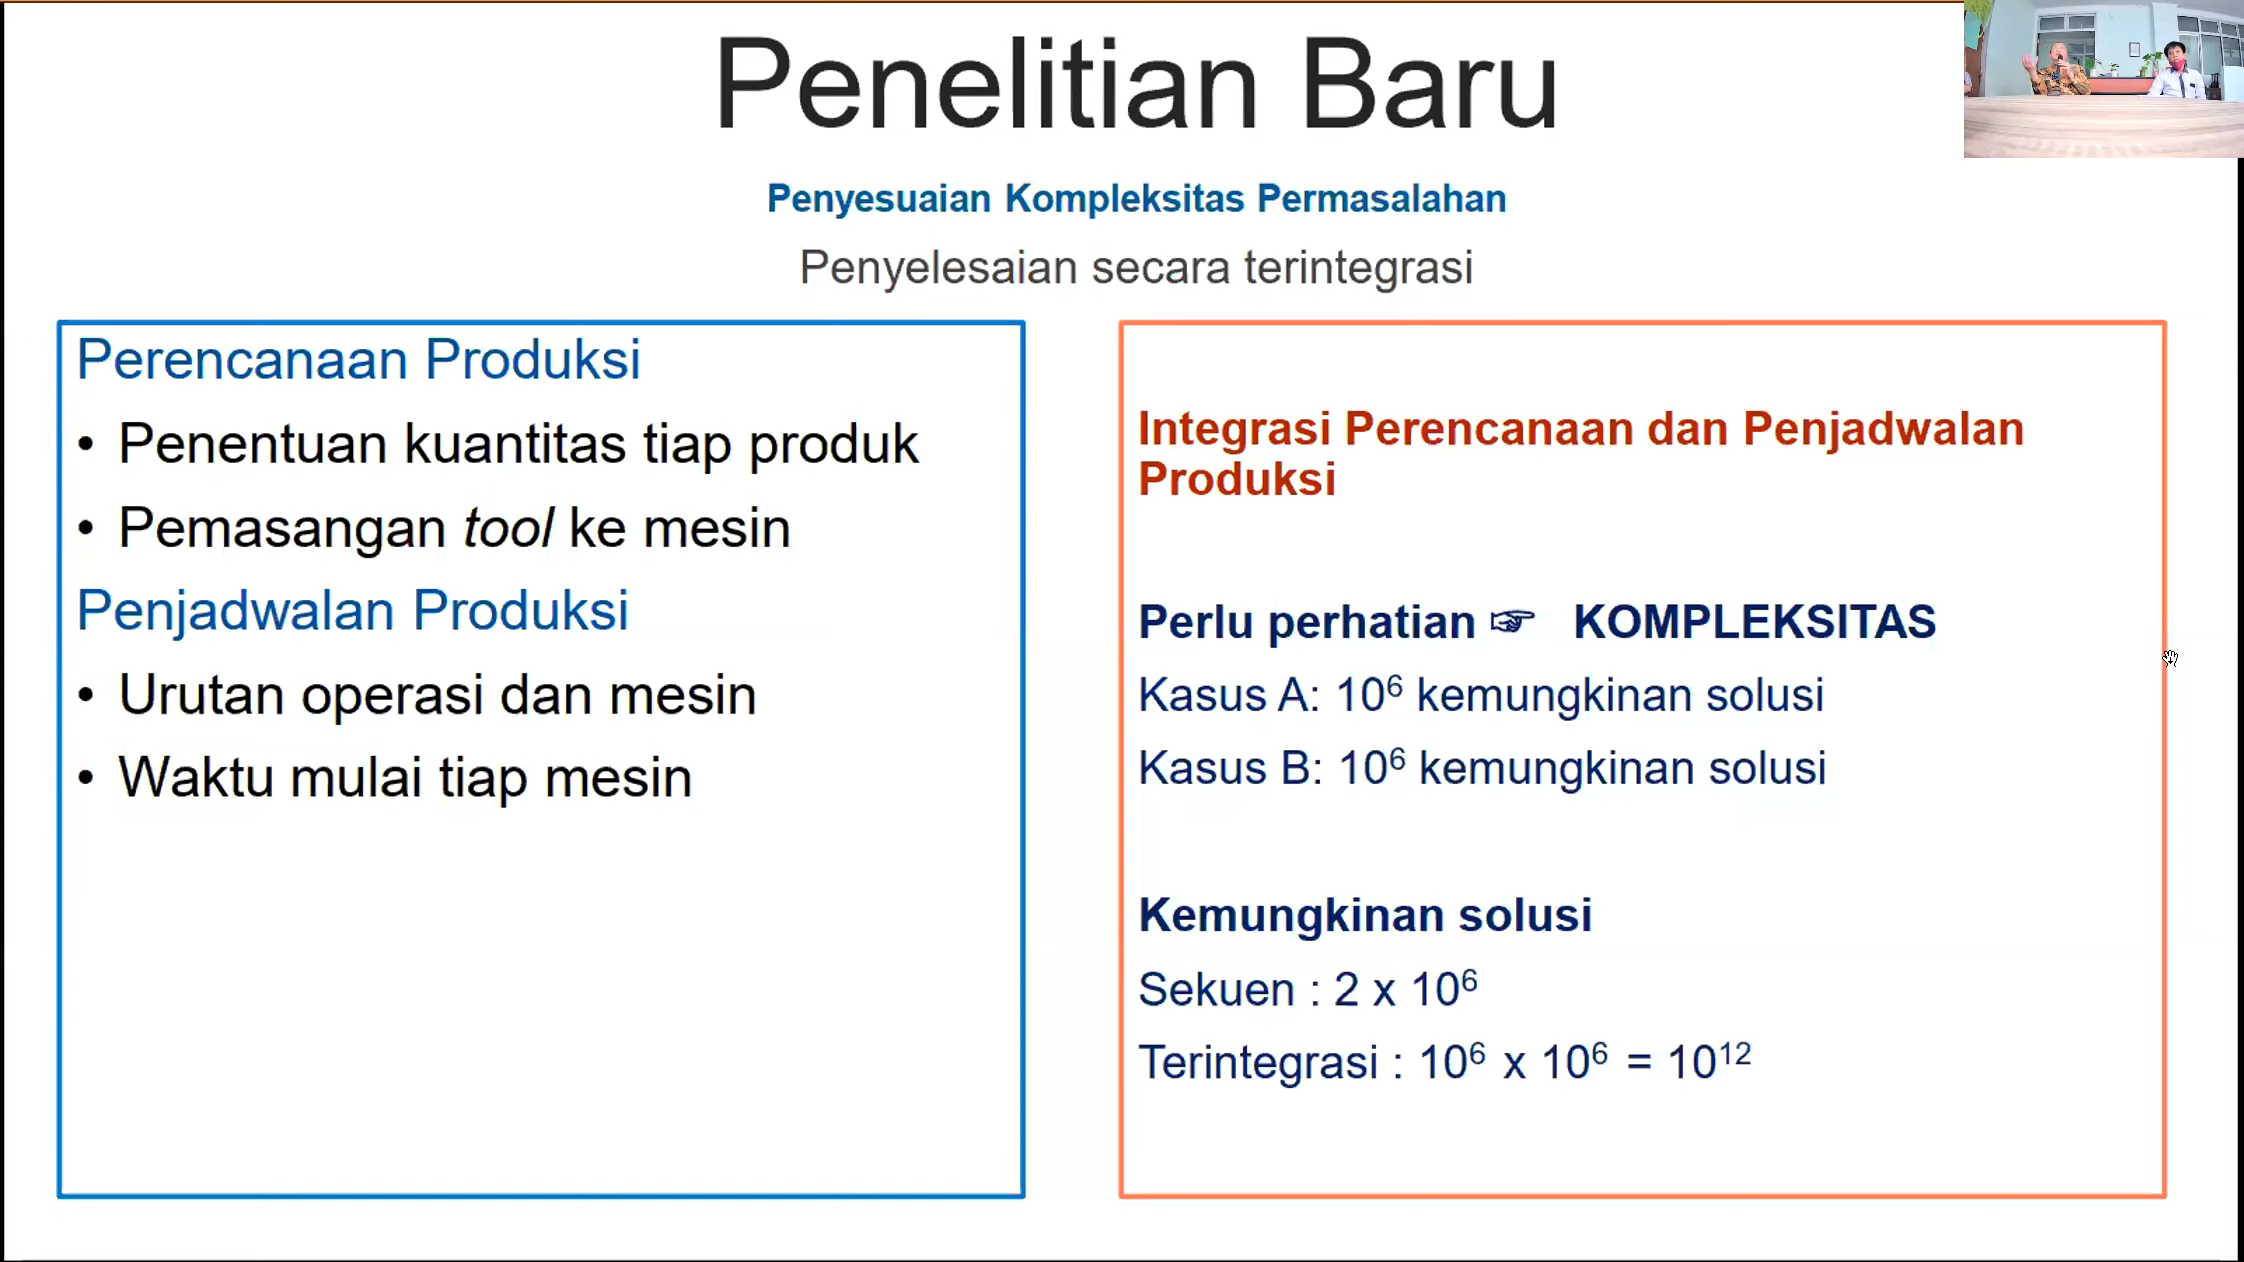 Penelitian Baru
Penyesuaian Kompleksitas Permasalahan
Penyelesaian secara terintegrasi
Perencanaan Produksi
• Penentuan kuantitas tiap produk
• Pemasangan tool ke mesin
Penjadwalan Produksi
• Urutan operasi dan mesin
• Waktu mulai tiap mesin
Integrasi Perencanaan dan Penjadwalan
Produksi
Perlu perhatian ☞ KOMPLEKSITAS
Kasus A: 10⁶ kemungkinan solusi
Kasus B: 10⁶ kemungkinan solusi
Kemungkinan solusi
Sekuen : 2 x 10⁶
Terintegrasi : 10⁶ x 10⁶ = 10¹²